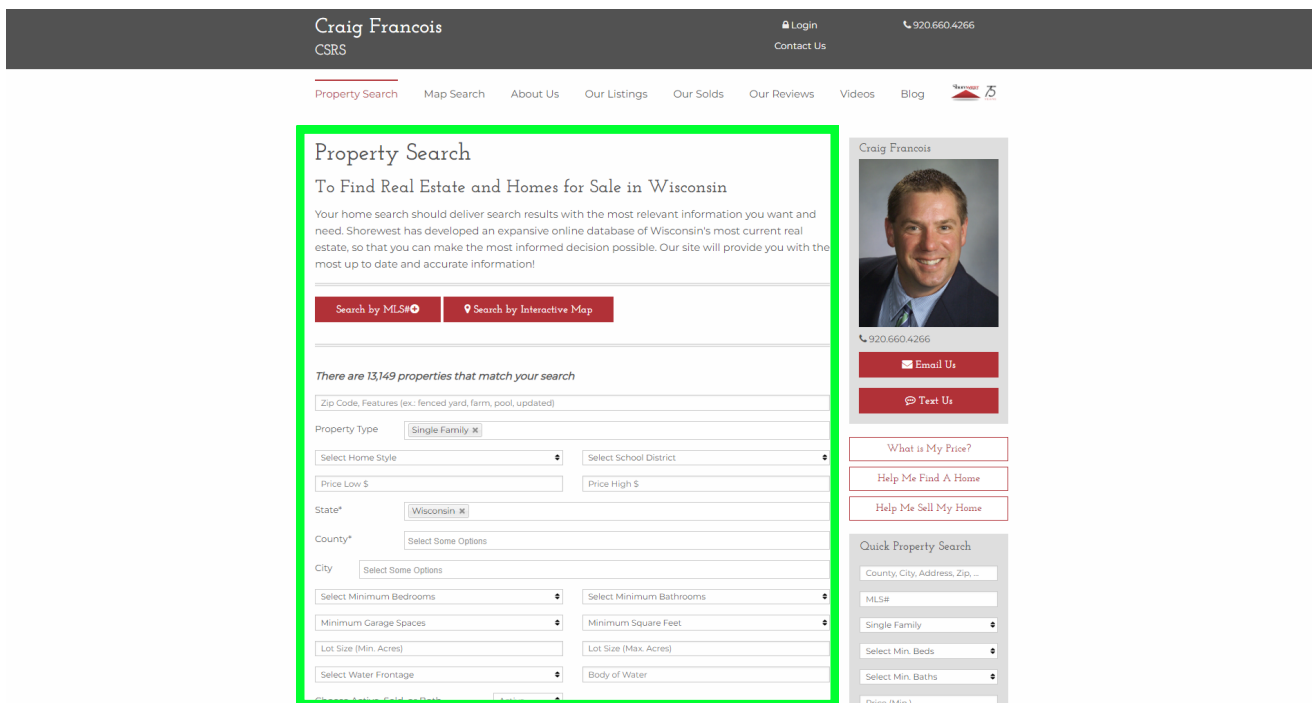 Craig Francois
CSRS
Login
920.660.4266
Contact Us
Property Search
Map Search
About Us
Our Listings
Our Solds
Our Reviews
Videos
Blog
75
Property Search
To Find Real Estate and Homes for Sale in Wisconsin
Your home search should deliver search results with the most relevant information you want and
need. Shorewest has developed an expansive online database of Wisconsin's most current real
estate, so that you can make the most informed decision possible. Our site will provide you with the
most up to date and accurate information!
Search by MLS#
Search by Interactive Map
There are 13,149 properties that match your search
Zip Code, Features (ex.: fenced yard, farm, pool, updated)
Property Type
Single Family
Select Home Style
Select School District
Price Low $
Price High $
State*
Wisconsin
County*
Select Some Options
City
Select Some Options
Select Minimum Bedrooms
Select Minimum Bathrooms
Minimum Garage Spaces
Minimum Square Feet
Lot Size (Min. Acres)
Lot Size (Max. Acres)
Select Water Frontage
Body of Water
Craig Francois
920.660.4266
Email Us
Text Us
What is My Price?
Help Me Find A Home
Help Me Sell My Home
Quick Property Search
County, City, Address, Zip, ...
MLS#
Single Family
Select Min. Beds
Select Min. Baths